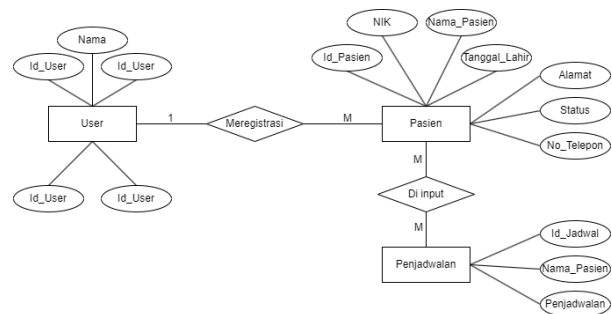 NIK
Nama_Pasien
Nama
Id_User
Id_User
Id_Pasien
Tanggal_Lahir
Alamat
Status
No_Telepon
User
1
Meregistrasi
M
Pasien
M
Di input
M
Id_User
Id_User
Id_Jadwal
Nama_Pasien
Penjadwalan
Penjadwalan